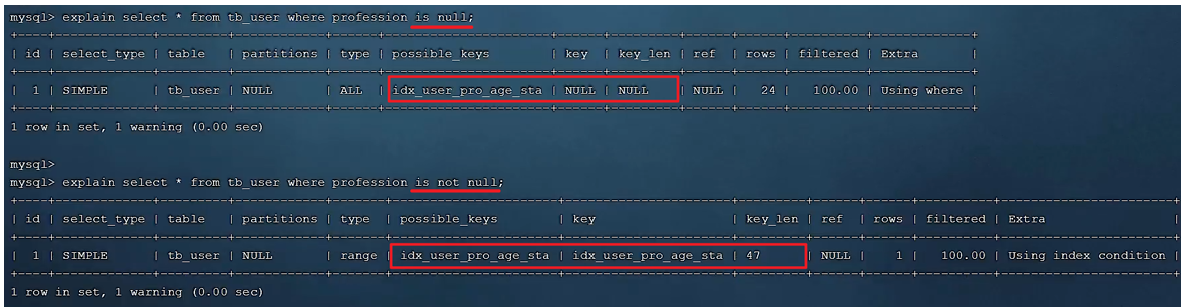 mysql> explain select * from tb_user where profession is null;
+----+-------------+---------+------------+------+----------------------+------+---------+------+------+----------+-------------+
| id | select_type | table | partitions | type | possible_keys | key | key_len | ref | rows | filtered | Extra |
+----+-------------+---------+------------+------+----------------------+------+---------+------+------+----------+-------------+
| 1 | SIMPLE | tb_user | NULL | ALL | idx_user_pro_age_sta | NULL | NULL | NULL | 24 | 100.00 | Using where |
+----+-------------+---------+------------+------+----------------------+------+---------+------+------+----------+-------------+
1 row in set, 1 warning (0.00 sec)
mysql>
mysql> explain select * from tb_user where profession is not null;
+----+-------------+---------+------------+-------+----------------------+----------------------+---------+------+------+----------+-----------------------+
| id | select_type | table | partitions | type | possible_keys | key | key_len | ref | rows | filtered | Extra |
+----+-------------+---------+------------+-------+----------------------+----------------------+---------+------+------+----------+-----------------------+
| 1 | SIMPLE | tb_user | NULL | range | idx_user_pro_age_sta | idx_user_pro_age_sta | 47 | NULL | 1 | 100.00 | Using index condition |
+----+-------------+---------+------------+-------+----------------------+----------------------+---------+------+------+----------+-----------------------+
1 row in set, 1 warning (0.00 sec)